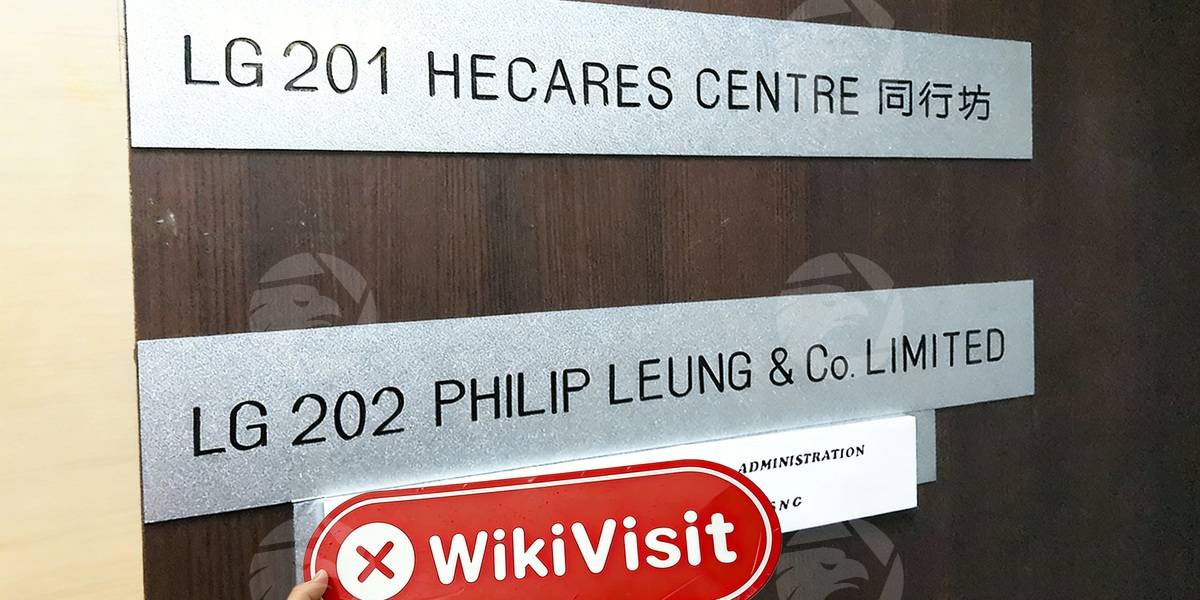 LG 201 HECARES CENTRE 同行坊
LG 202 PHILIP LEUNG & Co. LIMITED
ADMINISTRATION
WikiVisit